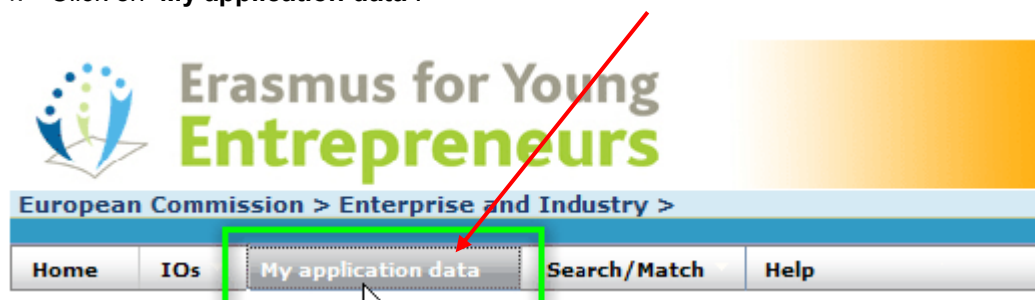 Click on "My application data".
Erasmus for Young
Entrepreneurs
European Commission > Enterprise and Industry >
Home IOs My application data Search/Match Help